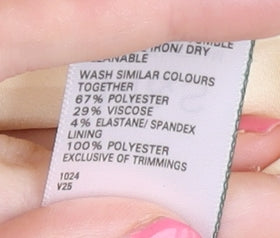 IRON/ DRY
WASH SIMILAR COLOURS
TOGETHER
67% POLYESTER
29% VISCOSE
4% ELASTANE/ SPANDEX
LINING
100% POLYESTER
EXCLUSIVE OF TRIMMINGS
1024
V25